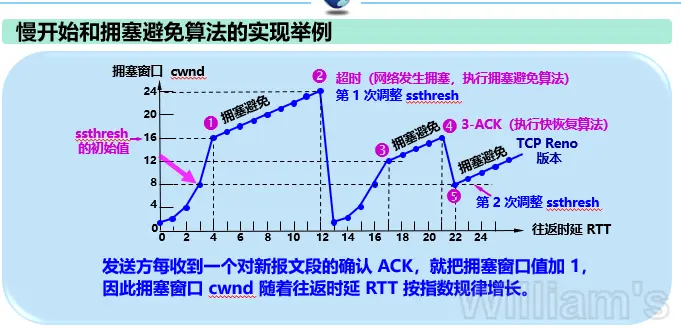 慢开始和拥塞避免算法的实现举例
拥塞窗口 cwnd
② 超时（网络发生拥塞，执行拥塞避免算法）
第 1 次调整 ssthresh
24
20
16
12
8
4
0
ssthresh
的初始值
①
拥塞避免
③
拥塞避免
④ 3-ACK（执行快恢复算法）
拥塞避免
TCP Reno
版本
⑤
第 2 次调整 ssthresh
0 2 4 6 8 10 12 14 16 18 20 22 24
往返时延 RTT
发送方每收到一个对新报文段的确认 ACK，就把拥塞窗口值加 1，
因此拥塞窗口 cwnd 随着往返时延 RTT 按指数规律增长。
william's